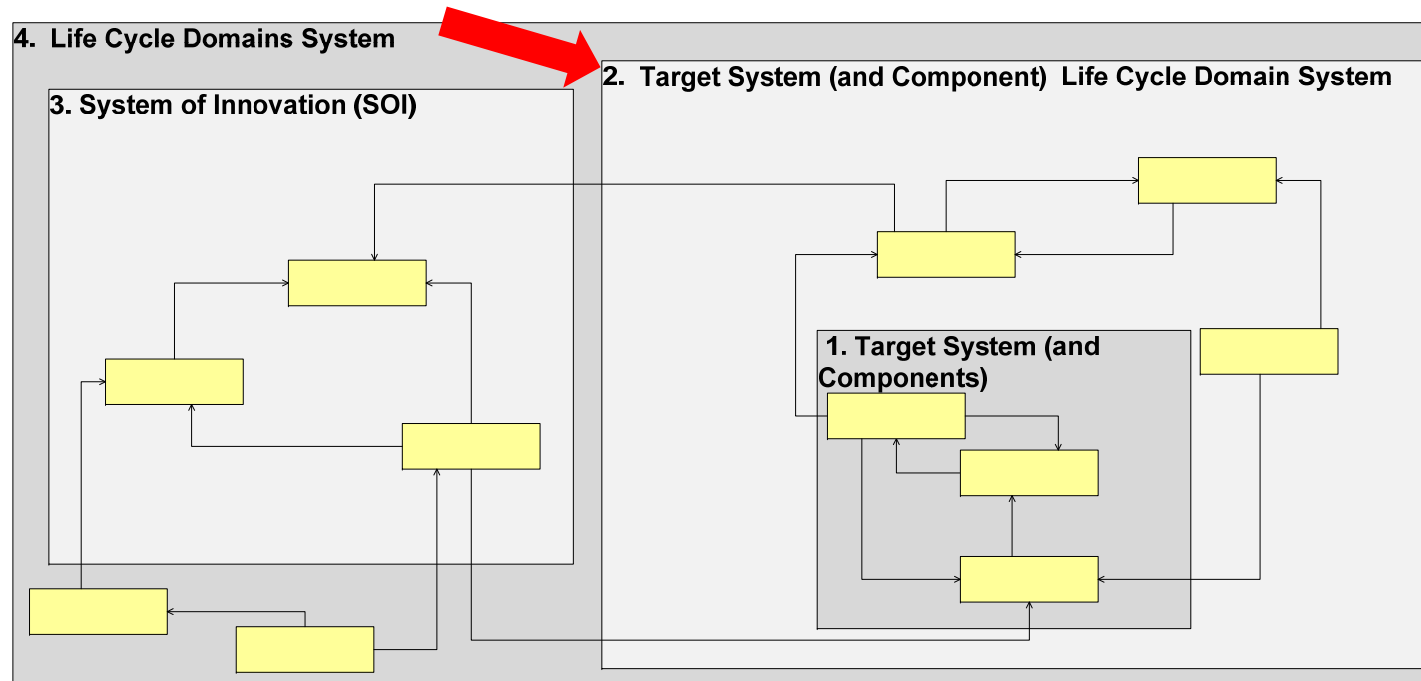 4. Life Cycle Domains System
2. Target System (and Component) Life Cycle Domain System
3. System of Innovation (SOI)
1. Target System (and
Components)